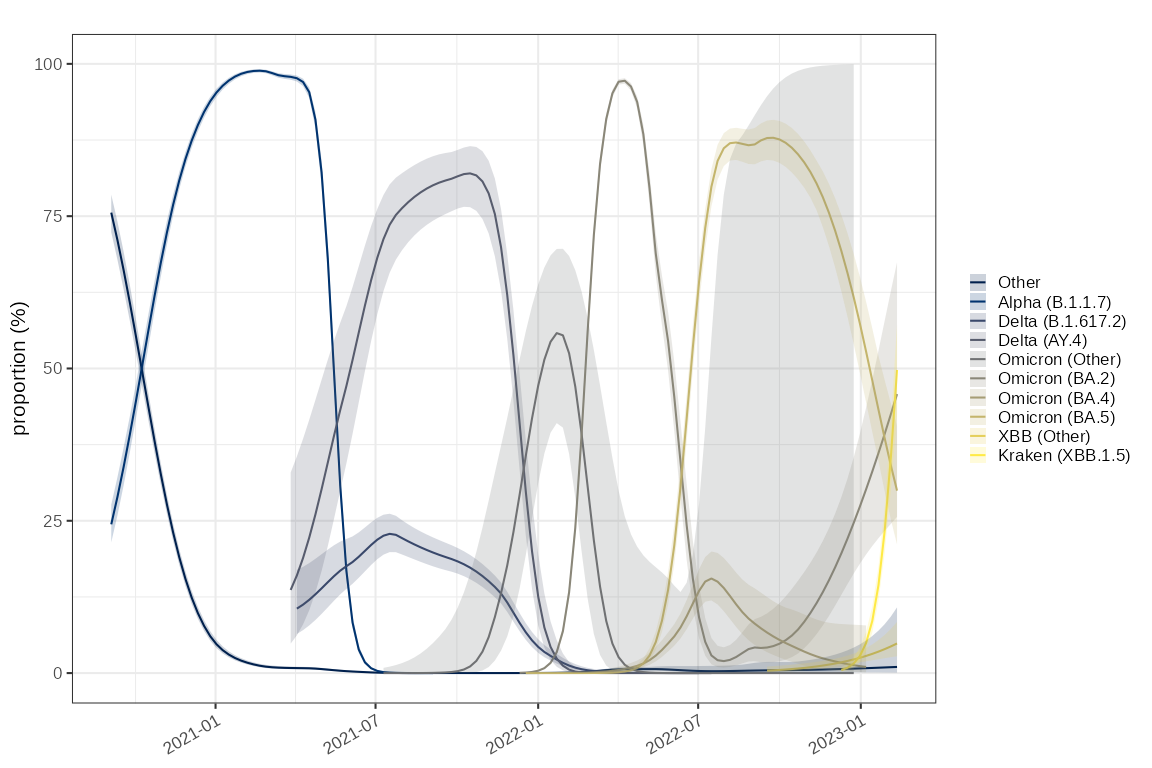 100
75
50
25
0
proportion (%)
2021-01
2021-07
2022-01
2022-07
2023-01
Other
Alpha (B.1.1.7)
Delta (B.1.617.2)
Delta (AY.4)
Omicron (Other)
Omicron (BA.2)
Omicron (BA.4)
Omicron (BA.5)
XBB (Other)
Kraken (XBB.1.5)